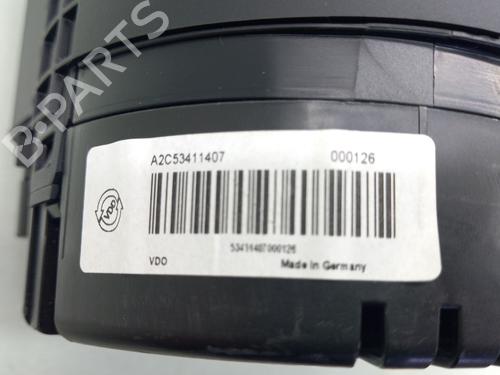 B-PARTS
A2C53411407 000126
VDO
53411407000126
VDO Made in Germany